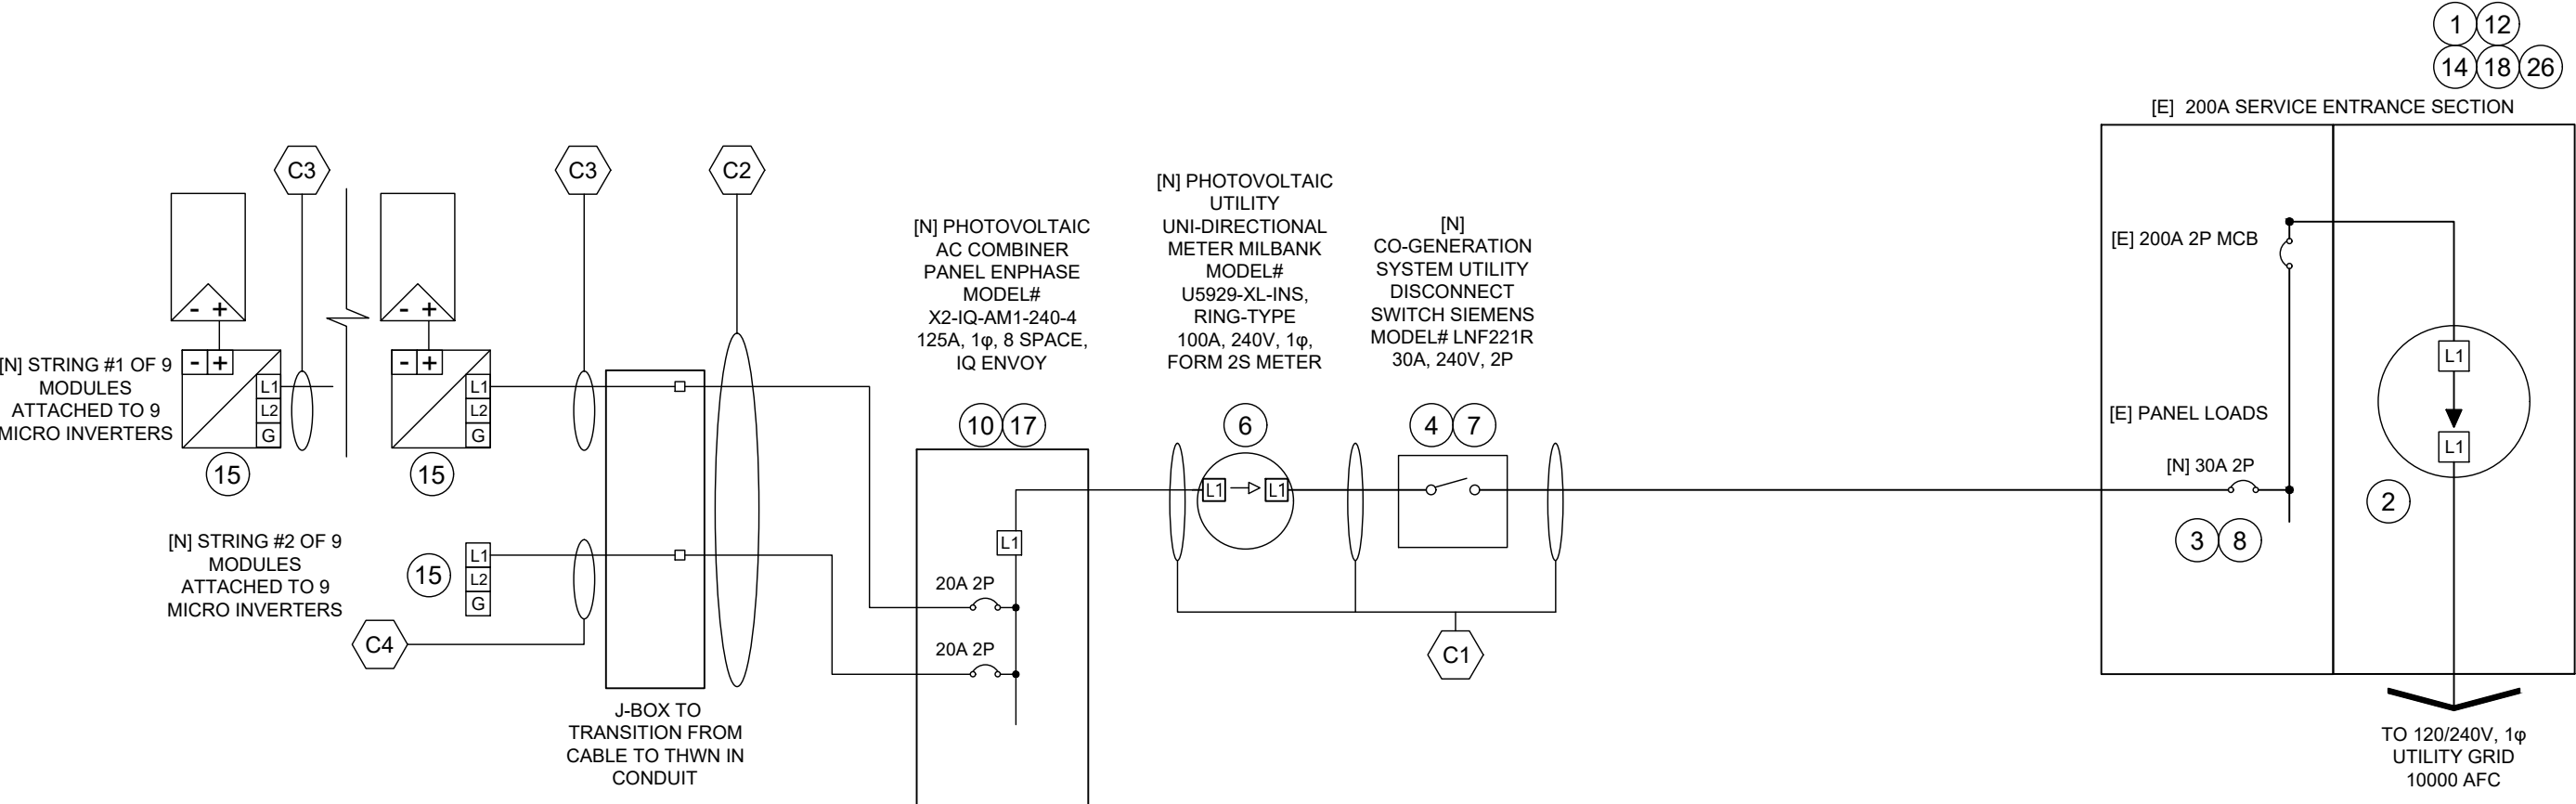 1 12
14 18 26
[E] 200A SERVICE ENTRANCE SECTION
C3
C3
C2
[N] PHOTOVOLTAIC
AC COMBINER
PANEL ENPHASE
MODEL#
X2-IQ-AM1-240-4
125A, 1φ, 8 SPACE,
IQ ENVOY
[N] PHOTOVOLTAIC
UTILITY
UNI-DIRECTIONAL
METER MILBANK
MODEL#
U5929-XL-INS,
RING-TYPE
100A, 240V, 1φ,
FORM 2S METER
[N]
CO-GENERATION
SYSTEM UTILITY
DISCONNECT
SWITCH SIEMENS
MODEL# LNF221R
30A, 240V, 2P
[E] 200A 2P MCB
- +
- +
- +
- +
[N] STRING #1 OF 9
MODULES
ATTACHED TO 9
MICRO INVERTERS
L1
L2
G
L1
L2
G
15
15
10 17
6
4 7
L1
L1
[E] PANEL LOADS
[N] 30A 2P
L1
L1
2
3 8
[N] STRING #2 OF 9
MODULES
ATTACHED TO 9
MICRO INVERTERS
15
L1
L2
G
C4
L1
20A 2P
20A 2P
C1
J-BOX TO
TRANSITION FROM
CABLE TO THWN IN
CONDUIT
TO 120/240V, 1φ
UTILITY GRID
10000 AFC